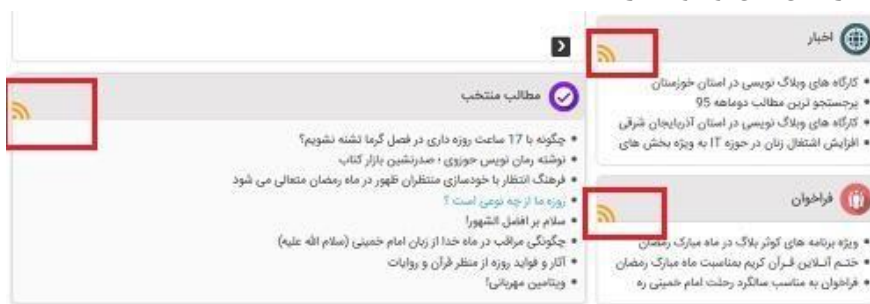 اخبار
• کارگاه های وبلاگ نویسی در استان خوزستان
• پرجستجو ترین مطالب دوماهه 95
• کارگاه های وبلاگ نویسی در استان آذربایجان شرقی
• افزایش اشتغال زنان در حوزه IT به ویژه بخش های
فراخوان
• ویژه برنامه های کوثر بلاگ در ماه مبارک رمضان
• ختم آنلاین قرآن کریم بمناسبت ماه مبارک رمضان
• فراخوان به مناسب سالگرد رحلت امام خمینی ره
مطالب منتخب
• چگونه با 17 ساعت روزه داری در فصل گرما تشنه نشویم؟
• نوشته رمان نویس حوزوی ؛ صدرنشین بازار کتاب
• فرهنگ انتظار با خودسازی منتظران ظهور در ماه رمضان متعالی می شود
• روزه ما از چه نوعی است ؟
• سلام بر افضل الشهور!
• چگونگی مراقب در ماه خدا از زبان امام خمینی (سلام الله علیه)
• آثار و فواید روزه از منظر قرآن و روایات
• ویتامین مهربانی!